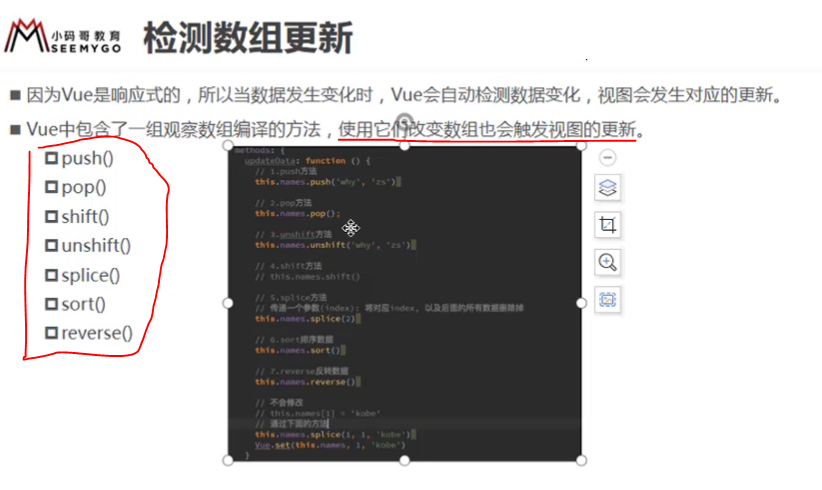 小码哥教育
SEEMYGO
检测数组更新
因为Vue是响应式的，所以当数据发生变化时，Vue会自动检测数据变化，视图会发生对应的更新。
Vue中包含了一组观察数组编译的方法，使用它们改变数组也会触发视图的更新。
push()
pop()
shift()
unshift()
splice()
sort()
reverse()
methods: {
updateData: function () {
// 1.push方法
this.names.push('why', 'zs')
// 2.pop方法
this.names.pop();
// 3.unshift方法
this.names.unshift('why', 'zs')
// 4.shift方法
// this.names.shift()
// 5.splice方法
// 传递一个参数(index): 将对应index, 以及后面的所有数据删除掉
this.names.splice(2)
// 6.sort排序数据
this.names.sort()
// 7.reverse反转数据
this.names.reverse()
// 不会修改
// this.names[1] = 'kobe'
// 通过下面的方法
this.names.splice(1, 1, 'kobe')
Vue.set(this.names, 1, 'kobe')
}